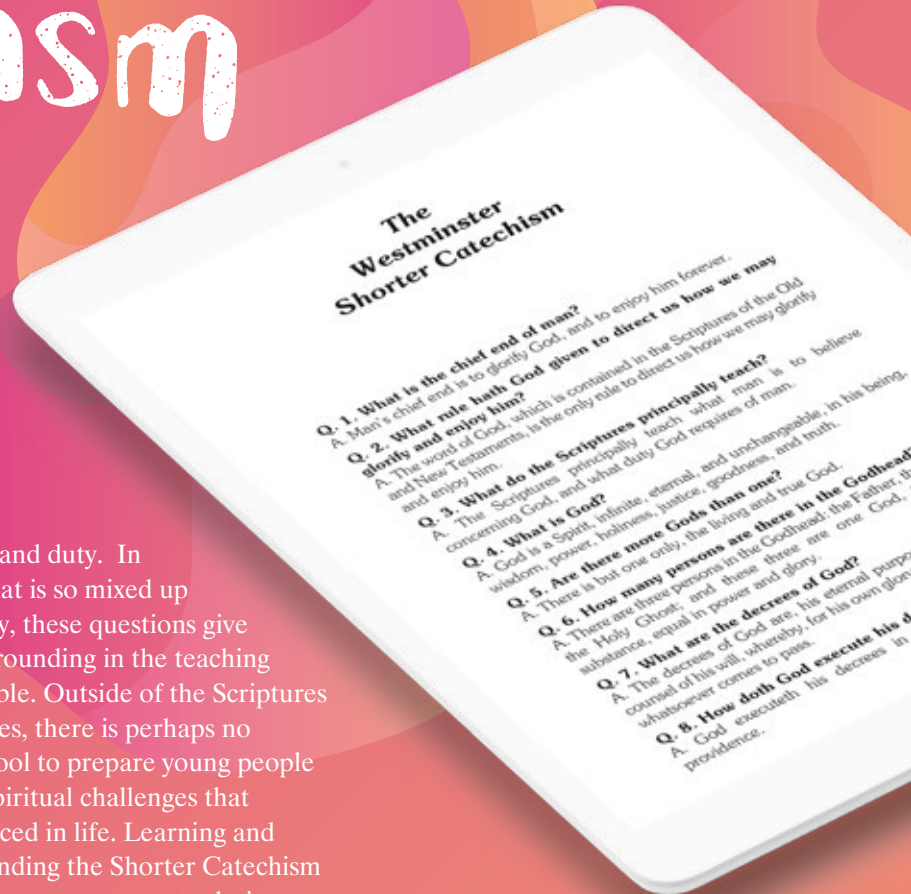 The
Westminster
Shorter Catechism
Q. 1. What is the chief end of man?
A. Man's chief end is to glorify God, and to enjoy him forever.
Q. 2. What rule hath God given to direct us how we may
glorify and enjoy him?
A. The word of God, which is contained in the Scriptures of the Old
and New Testaments, is the only rule to direct us how we may glorify
and enjoy him.
Q. 3. What do the Scriptures principally teach?
A. The Scriptures principally teach what man is to believe
concerning God, and what duty God requires of man.
Q. 4. What is God?
A. God is a Spirit, infinite, eternal, and unchangeable, in his being,
wisdom, power, holiness, justice, goodness, and truth.
Q. 5. Are there more Gods than one?
A. There is but one only, the living and true God.
Q. 6. How many persons are there in the Godhead?
A. There are three persons in the Godhead: the Father, the
the Holy Ghost; and these three are one God,
substance, equal in power and glory.
Q. 7. What are the decrees of God?
A. The decrees of God are, his eternal purpo
counsel of his will, whereby, for his own glor
whatsoever comes to pass.
Q. 8. How doth God execute his d
A. God executeth his decrees in
providence.
and duty. In
at is so mixed up
y, these questions give
rounding in the teaching
ble. Outside of the Scriptures
es, there is perhaps no
ool to prepare young people
piritual challenges that
ced in life. Learning and
nding the Shorter Catechism